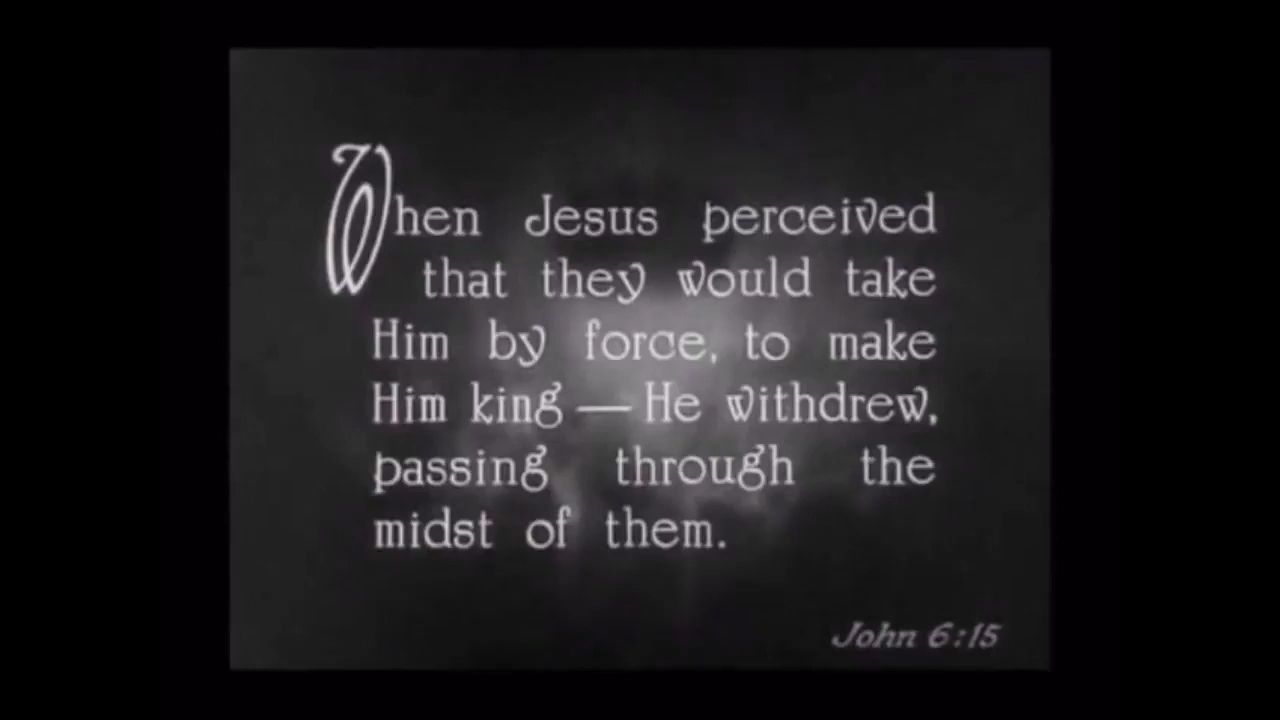 When Jesus perceived
that they would take
Him by force, to make
Him king — He withdrew,
passing through the
midst of them.
John 6:15